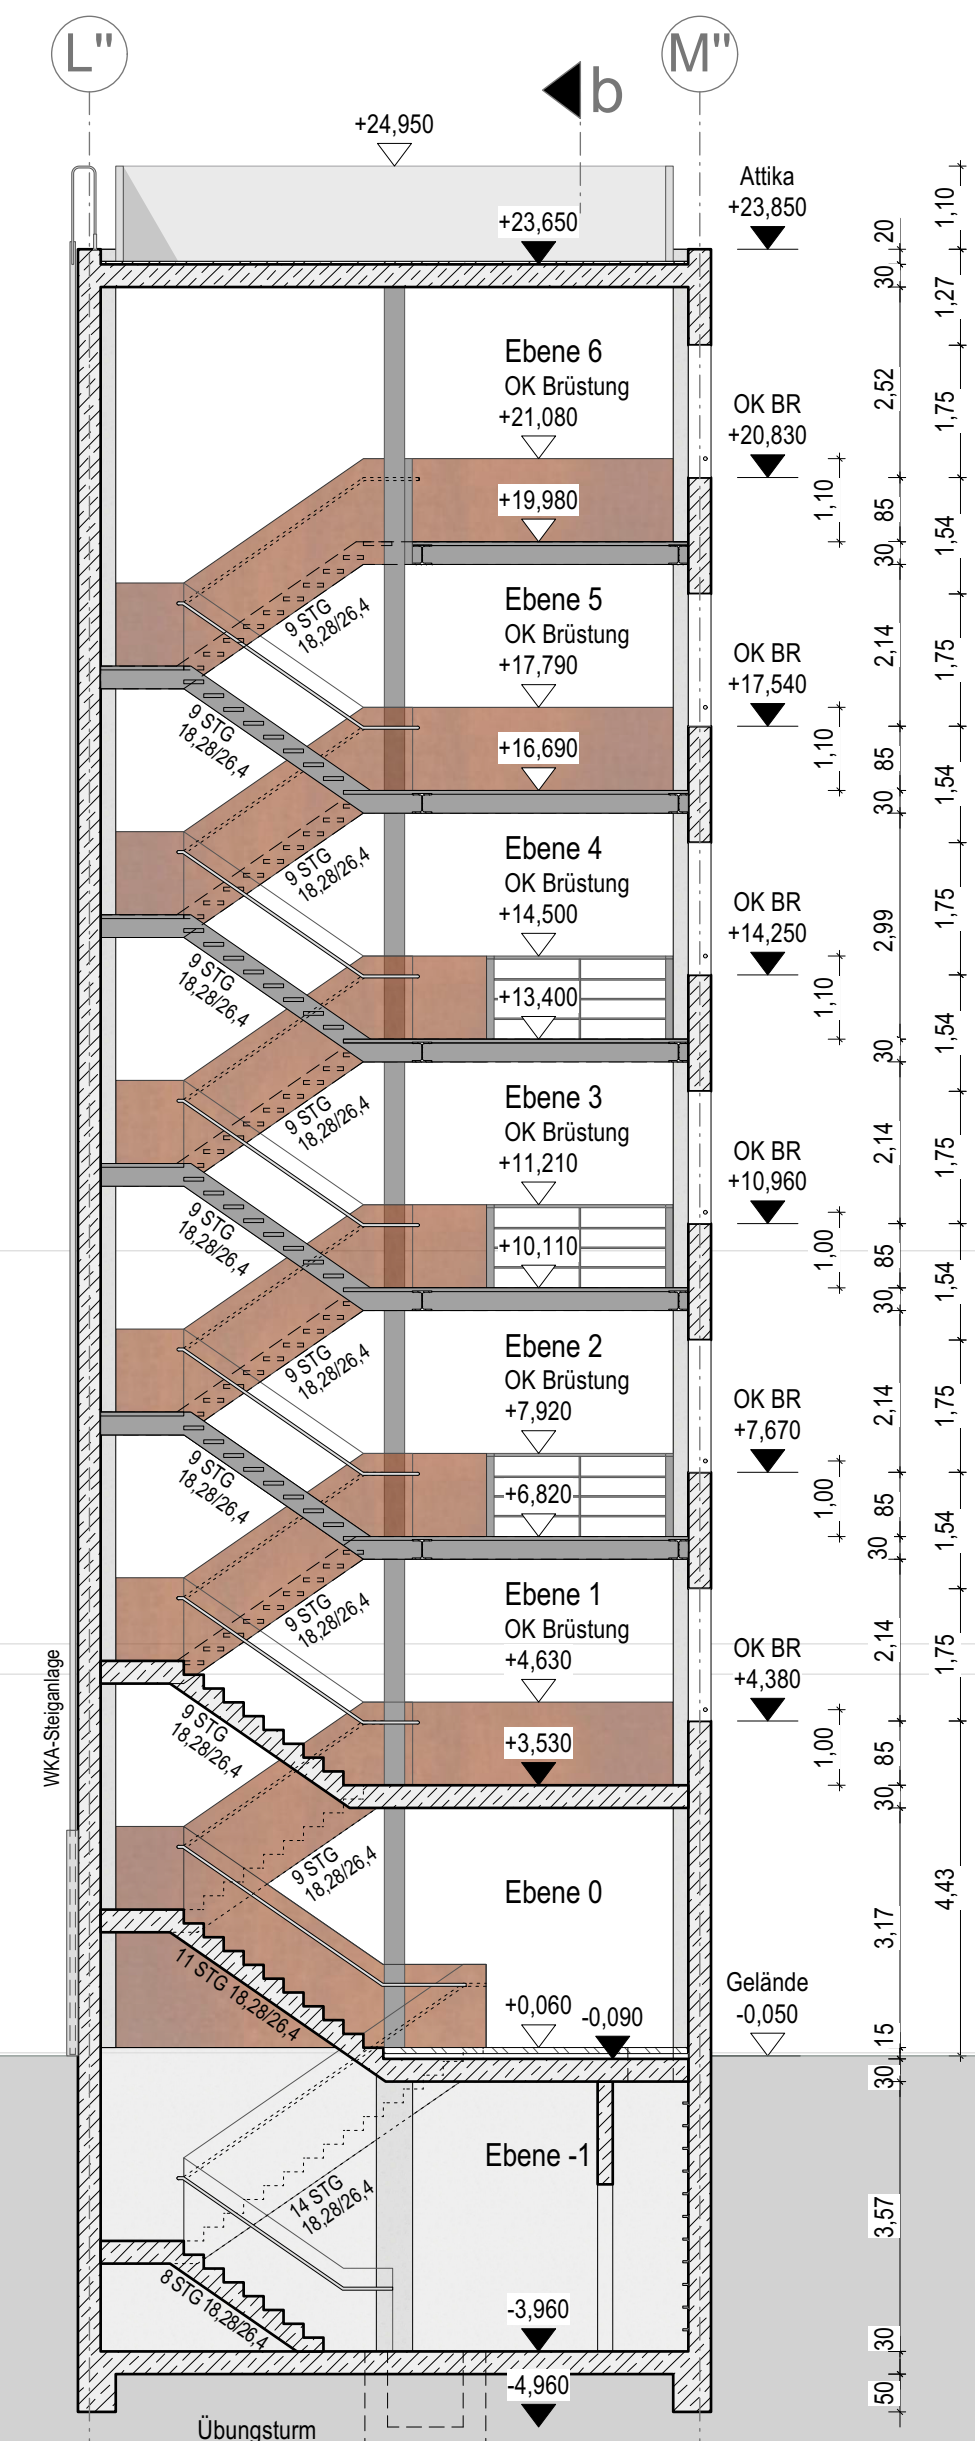 L"
M"
b
+24,950
Attika
+23,850
+23,650
20
30
1,10
1,27
Ebene 6
OK Brüstung
+21,080
OK BR
+20,830
2,52
1,75
+19,980
1,10
85
30
1,54
9 STG
18,28/26,4
Ebene 5
OK Brüstung
+17,790
OK BR
+17,540
2,14
1,75
9 STG
18,28/26,4
+16,690
1,10
85
30
1,54
9 STG
18,28/26,4
Ebene 4
OK Brüstung
+14,500
OK BR
+14,250
2,99
1,75
9 STG
18,28/26,4
+13,400
1,10
30
1,54
9 STG
18,28/26,4
Ebene 3
OK Brüstung
+11,210
OK BR
+10,960
2,14
1,75
9 STG
18,28/26,4
+10,110
1,00
85
30
1,54
9 STG
18,28/26,4
Ebene 2
OK Brüstung
+7,920
OK BR
+7,670
2,14
1,75
9 STG
18,28/26,4
+6,820
1,00
85
30
1,54
9 STG
18,28/26,4
Ebene 1
OK Brüstung
+4,630
OK BR
+4,380
2,14
1,75
WKA-Steiganlage
9 STG
18,28/26,4
+3,530
1,00
85
30
9 STG
18,28/26,4
Ebene 0
3,17
4,43
11 STG 18,28/26,4
+0,060
-0,090
Gelände
-0,050
15
30
Ebene -1
14 STG
18,28/26,4
3,57
8 STG 18,28/26,4
-3,960
30
-4,960
50
Übungsturm